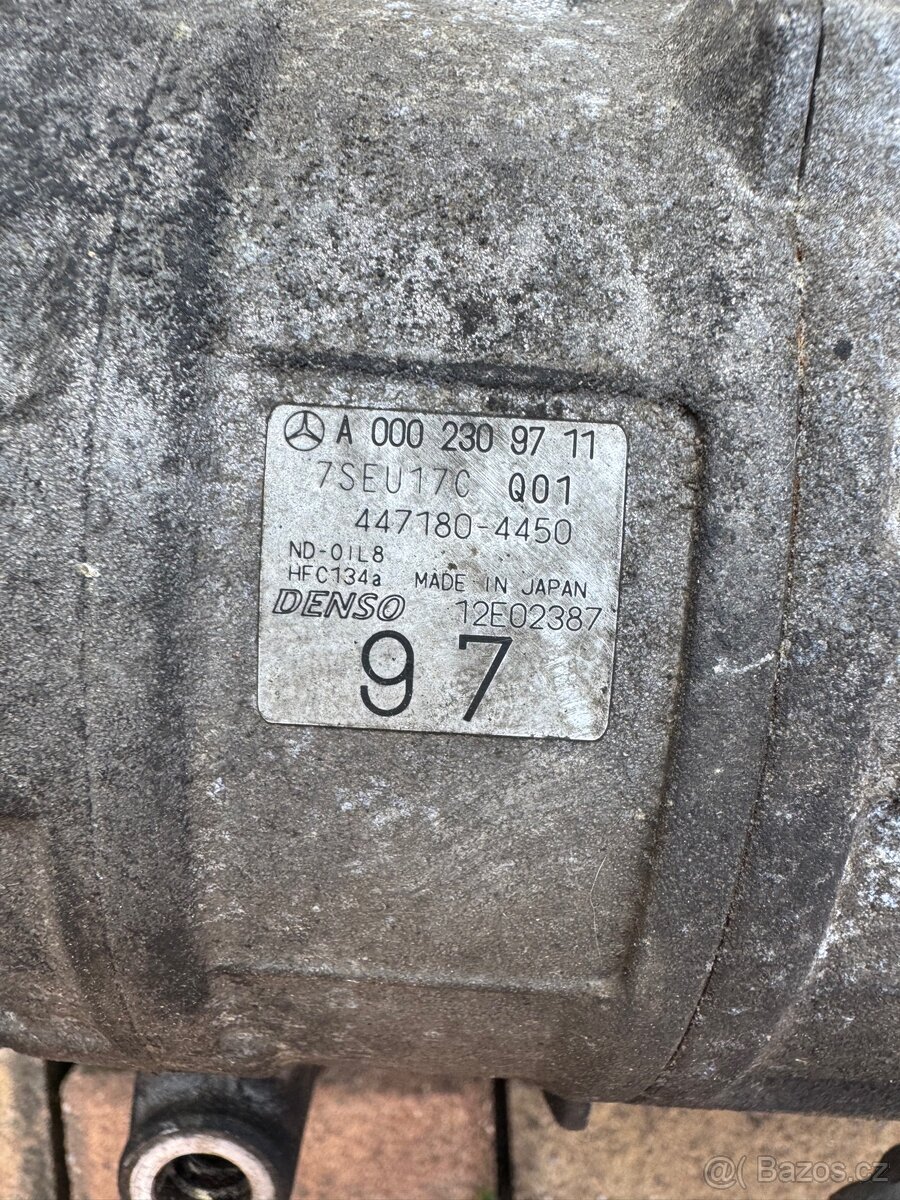 A 000 230 97 11
7SEU17C Q01
447180-4450
ND-OIL8
HFC134a MADE IN JAPAN
DENSO 12E02387
97
Bazos.cz